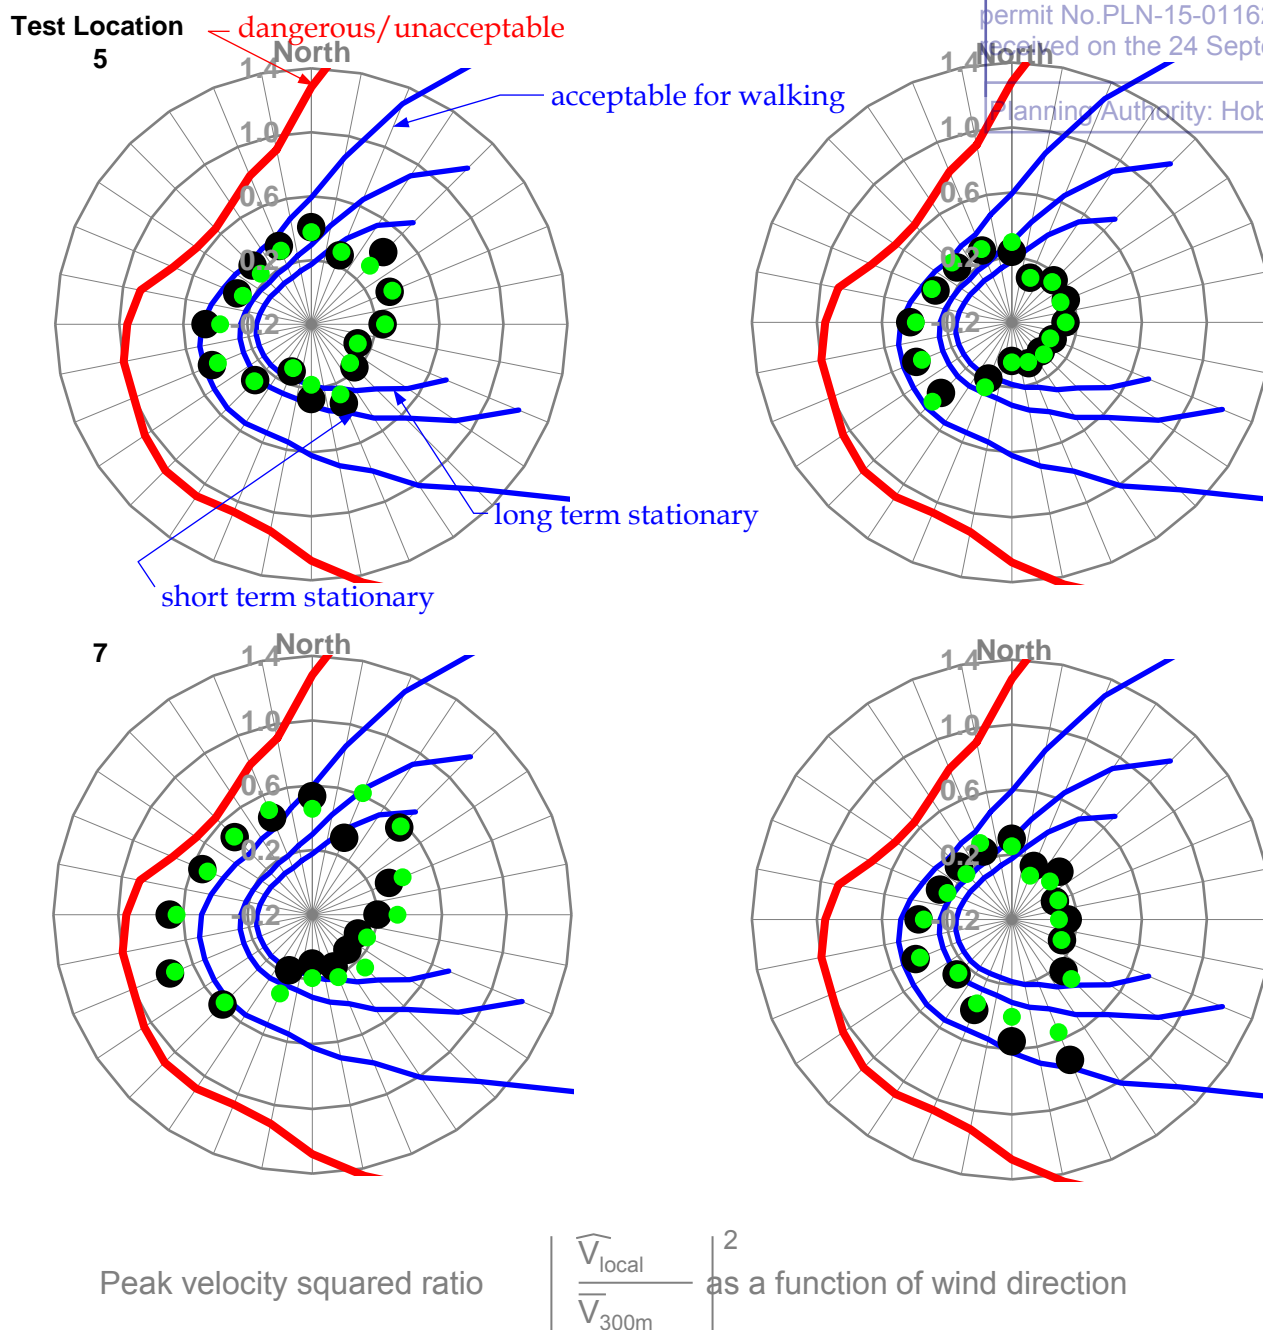 Test Location
5
dangerous/unacceptable
North
1.4
1.0
0.6
0.2
-0.2
acceptable for walking
long term stationary
short term stationary
permit No.PLN-15-0116
received on the 24 Sept
Planning Authority: Hob
North
1.4
1.0
0.6
0.2
-0.2
7
North
1.4
1.0
0.6
0.2
-0.2
North
1.4
1.0
0.6
0.2
-0.2
Peak velocity squared ratio | V̂local / V̅300m |² as a function of wind direction